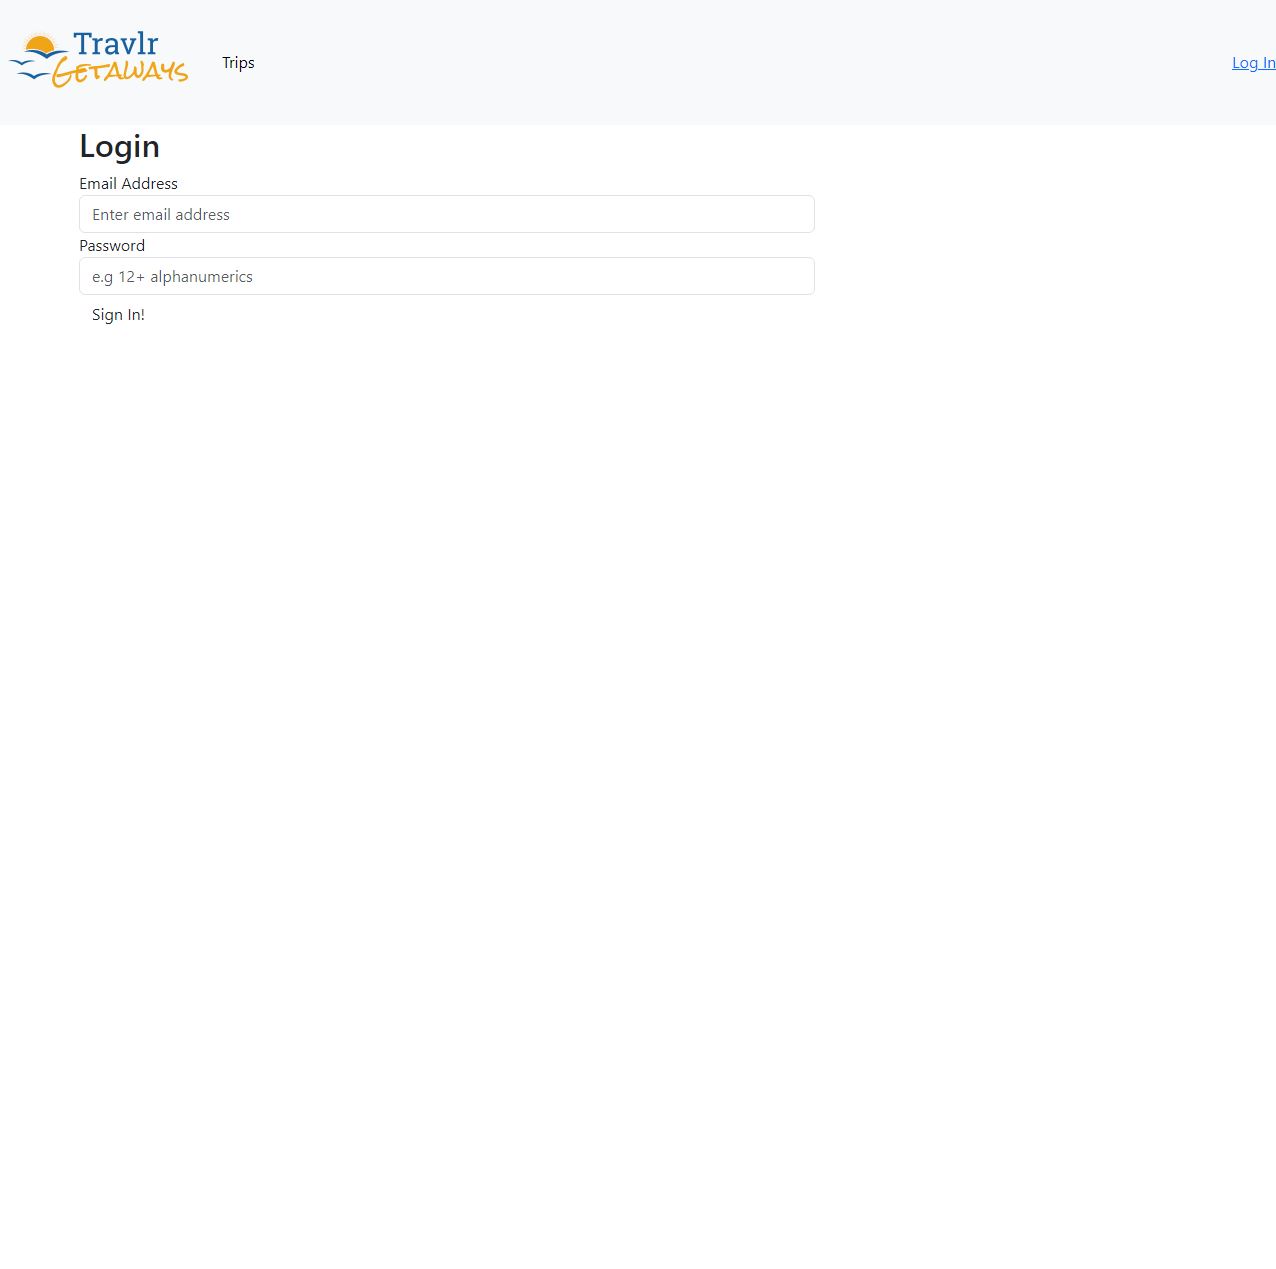 Travlr
Getaways
Trips
Log In
Login
Email Address
Enter email address
Password
e.g 12+ alphanumerics
Sign In!